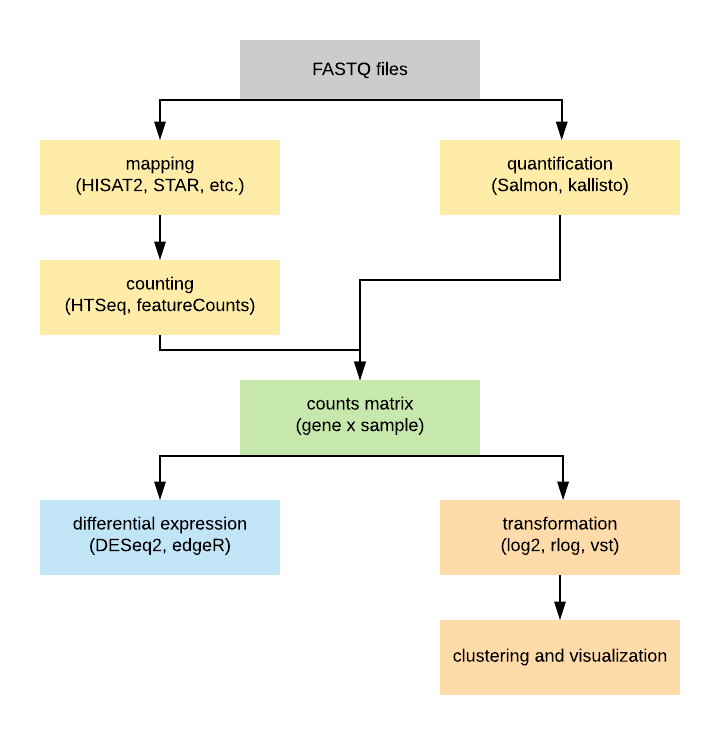 FASTQ files
mapping
(HISAT2, STAR, etc.)
quantification
(Salmon, kallisto)
counting
(HTSeq, featureCounts)
counts matrix
(gene x sample)
differential expression
(DESeq2, edgeR)
transformation
(log2, rlog, vst)
clustering and visualization